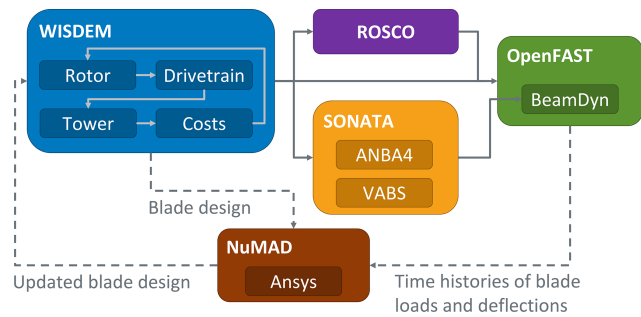 WISDEM
Rotor
Drivetrain
Tower
Costs
ROSCO
OpenFAST
BeamDyn
SONATA
ANBA4
VABS
Blade design
NuMAD
Ansys
Updated blade design
Time histories of blade
loads and deflections